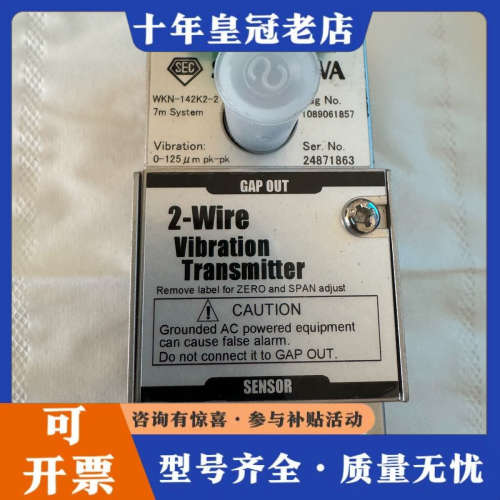 十年皇冠老店
SEC
WKN-142K2-2
7m System
1089061857
Vibration:
0-125μm pk-pk
Ser. No.
24871863
GAP OUT
2-Wire
Vibration
Transmitter
Remove label for ZERO and SPAN adjust
CAUTION
Grounded AC powered equipment
can cause false alarm.
Do not connect it to GAP OUT.
SENSOR
可
开票
咨询有惊喜·参与补贴活动
型号齐全·质量无忧